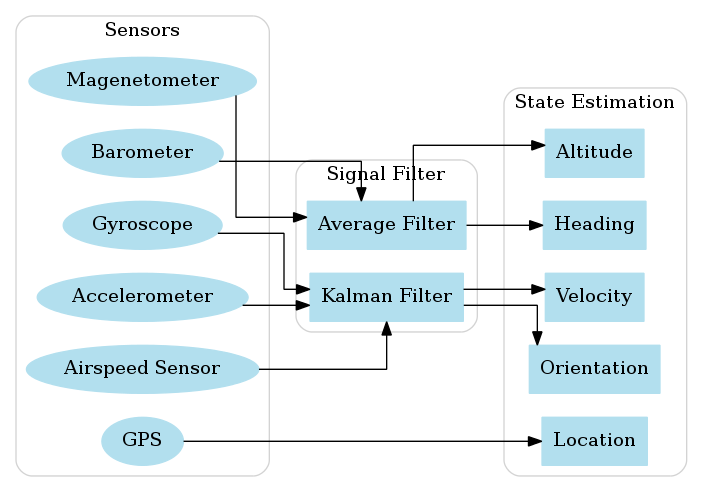 Sensors
Magenetometer
Barometer
Gyroscope
Accelerometer
Airspeed Sensor
GPS
Signal Filter
Average Filter
Kalman Filter
State Estimation
Altitude
Heading
Velocity
Orientation
Location